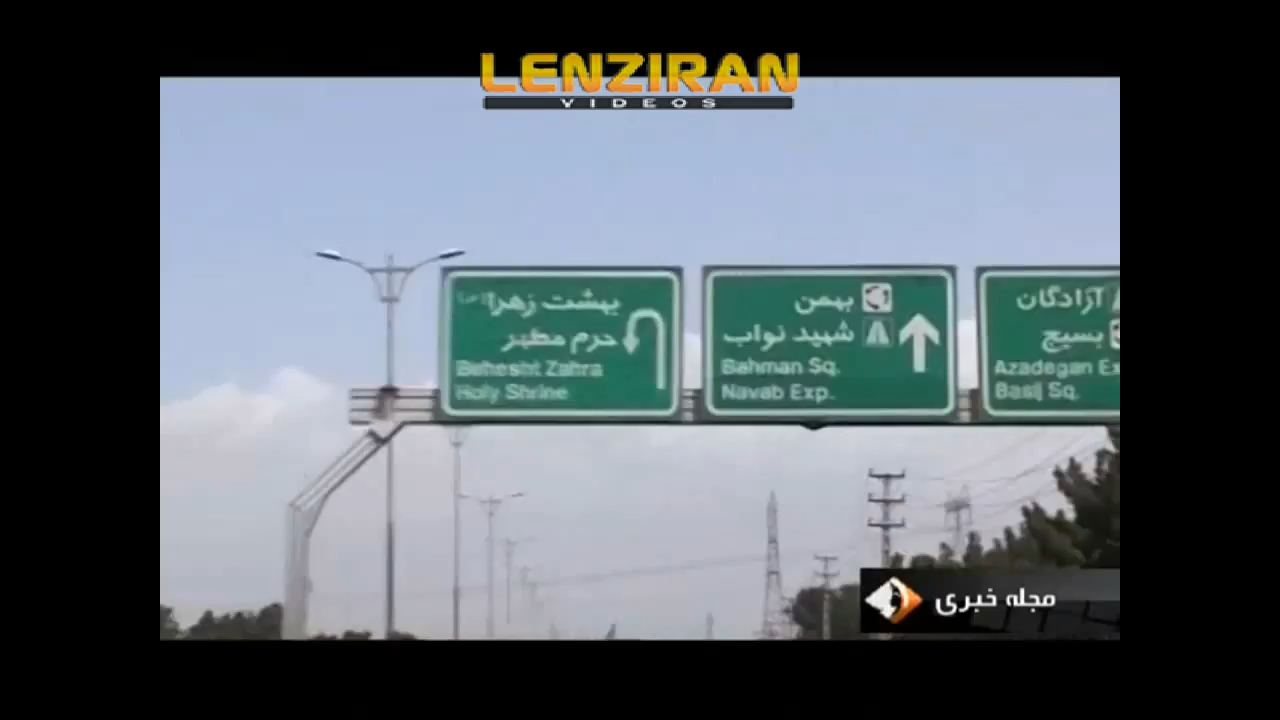 LENZIRAN
VIDEOS
بهشت زهرا(س)
حرم مطهر
Behesht Zahra
Holy Shrine
بهمن
شهید نواب
Bahman Sq.
Navab Exp.
آزادگان
بسیج
Azadegan Ex
Basij Sq.
مجله خبری